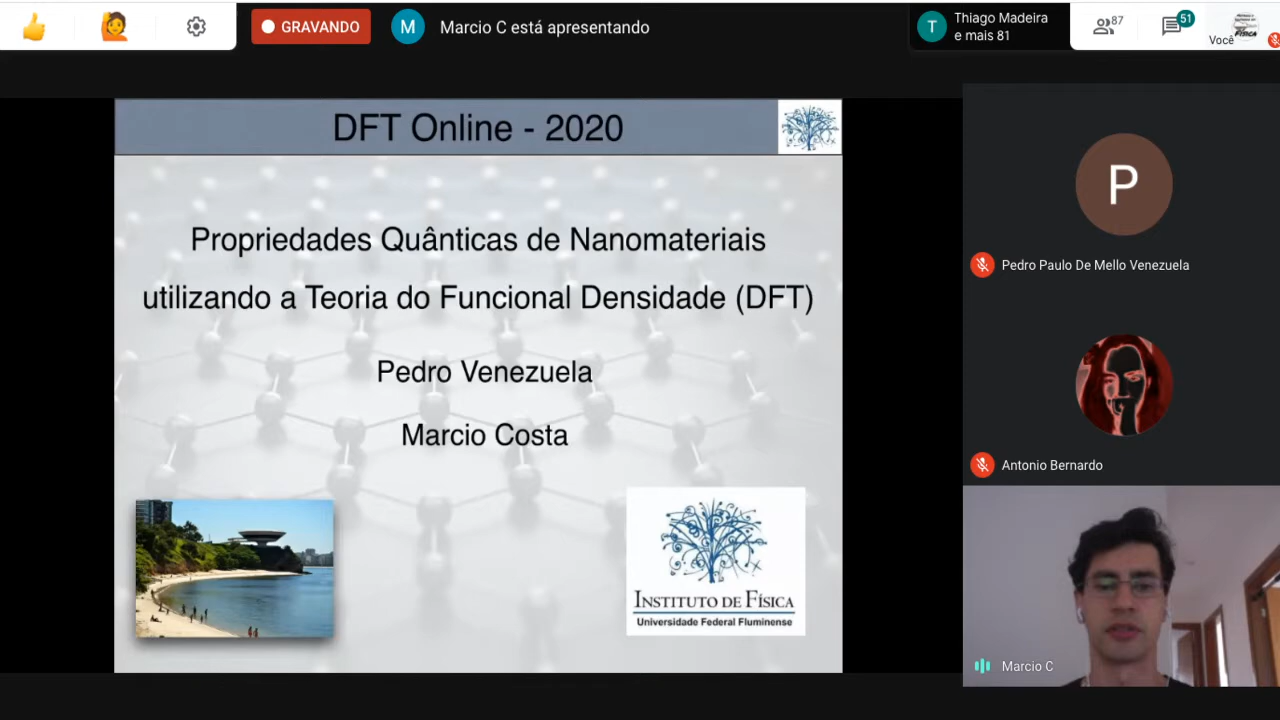 GRAVANDO
M
Marcio C está apresentando
T
Thiago Madeira
e mais 81
87
51
Você
DFT Online - 2020
Propriedades Quânticas de Nanomateriais
utilizando a Teoria do Funcional Densidade (DFT)
Pedro Venezuela
Marcio Costa
INSTITUTO DE FÍSICA
Universidade Federal Fluminense
P
Pedro Paulo De Mello Venezuela
Antonio Bernardo
Marcio C